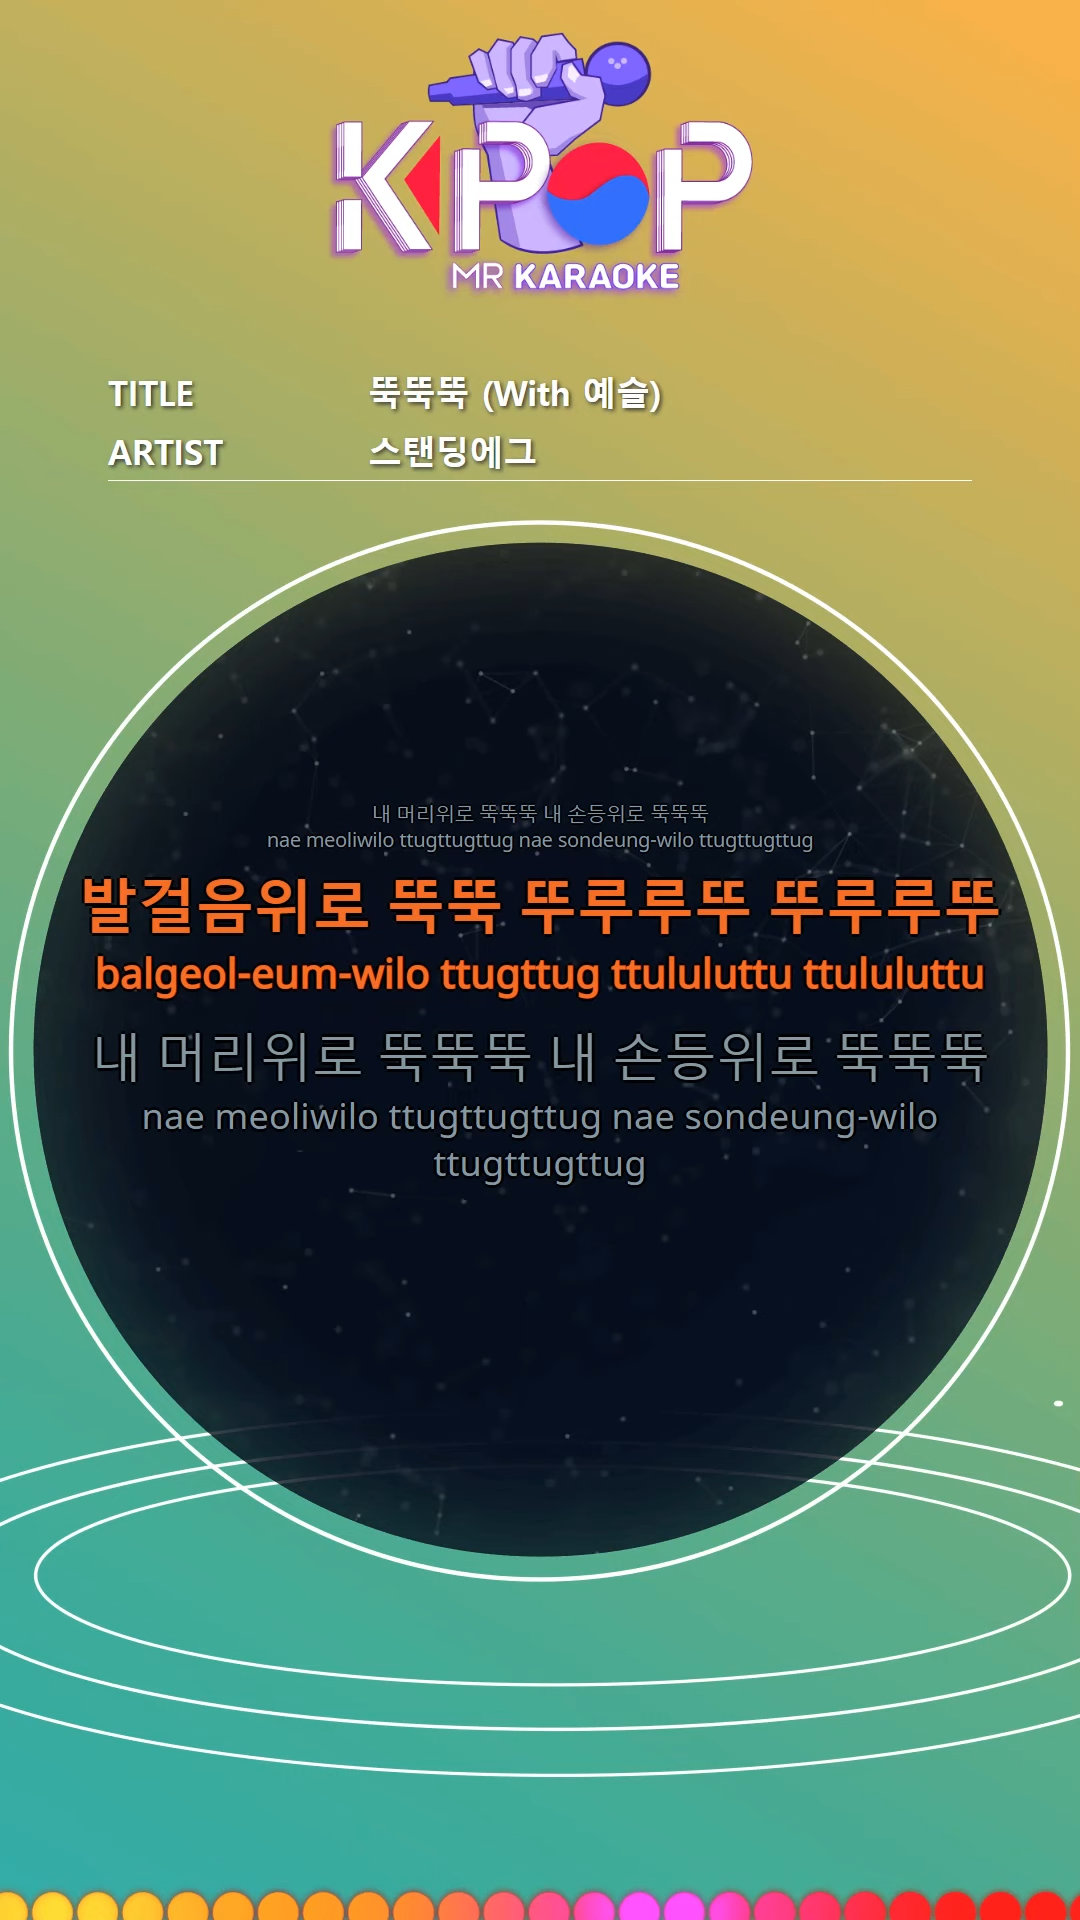 KPOP
MR KARAOKE
TITLE 뚝뚝뚝 (With 예슬)
ARTIST 스탠딩에그
내 머리위로 뚝뚝뚝 내 손등위로 뚝뚝뚝
nae meoliwilo ttugttugttug nae sondeung-wilo ttugttugttug
발걸음위로 뚝뚝 뚜루루뚜 뚜루루뚜
balgeol-eum-wilo ttugttug ttululuttu ttululuttu
내 머리위로 뚝뚝뚝 내 손등위로 뚝뚝뚝
nae meoliwilo ttugttugttug nae sondeung-wilo
ttugttugttug